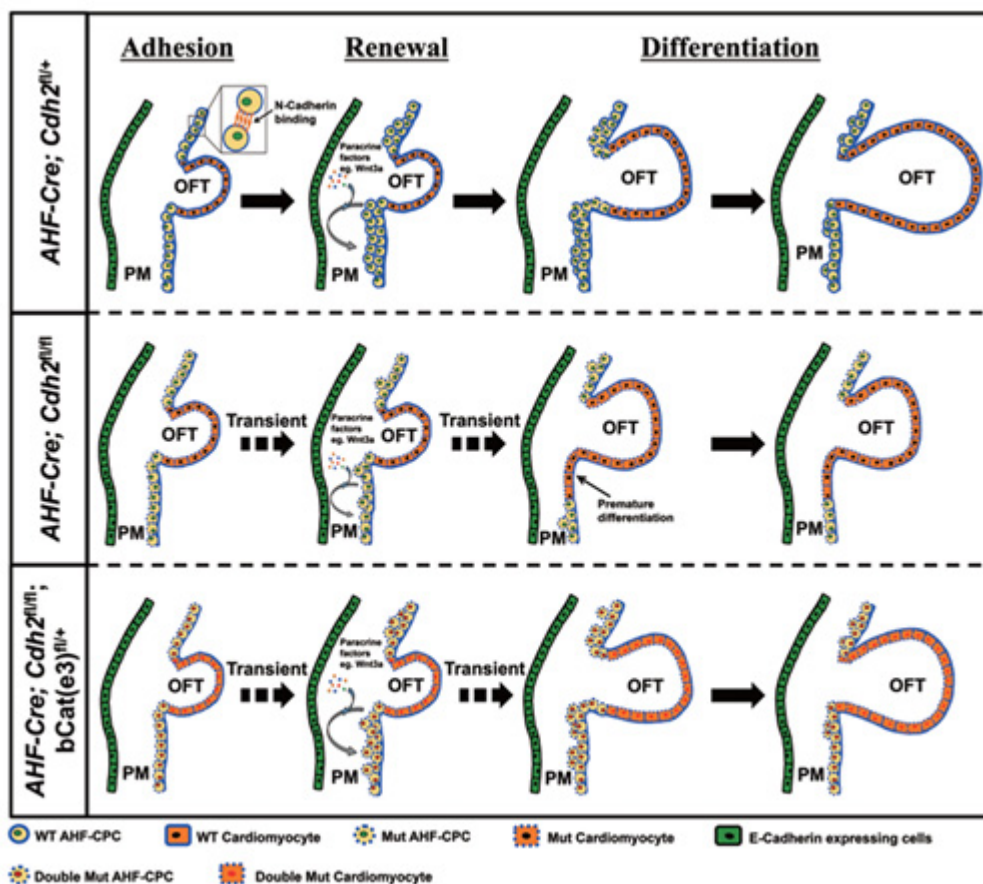 Adhesion
Renewal
Differentiation
AHF-Cre; Cdh2fl/+
N-Cadherin
binding
OFT
PM
Paracrine
factors
eg. Wnt3a
OFT
PM
OFT
PM
OFT
PM
AHF-Cre; Cdh2fl/fl
OFT
PM
Transient
Paracrine
factors
eg. Wnt3a
OFT
PM
Transient
OFT
Premature
differentiation
PM
OFT
PM
AHF-Cre; Cdh2fl/fl;
bCat(e3)fl/+
OFT
PM
Transient
Paracrine
factors
eg. Wnt3a
OFT
PM
Transient
OFT
PM
OFT
PM
WT AHF-CPC
WT Cardiomyocyte
Mut AHF-CPC
Mut Cardiomyocyte
E-Cadherin expressing cells
Double Mut AHF-CPC
Double Mut Cardiomyocyte